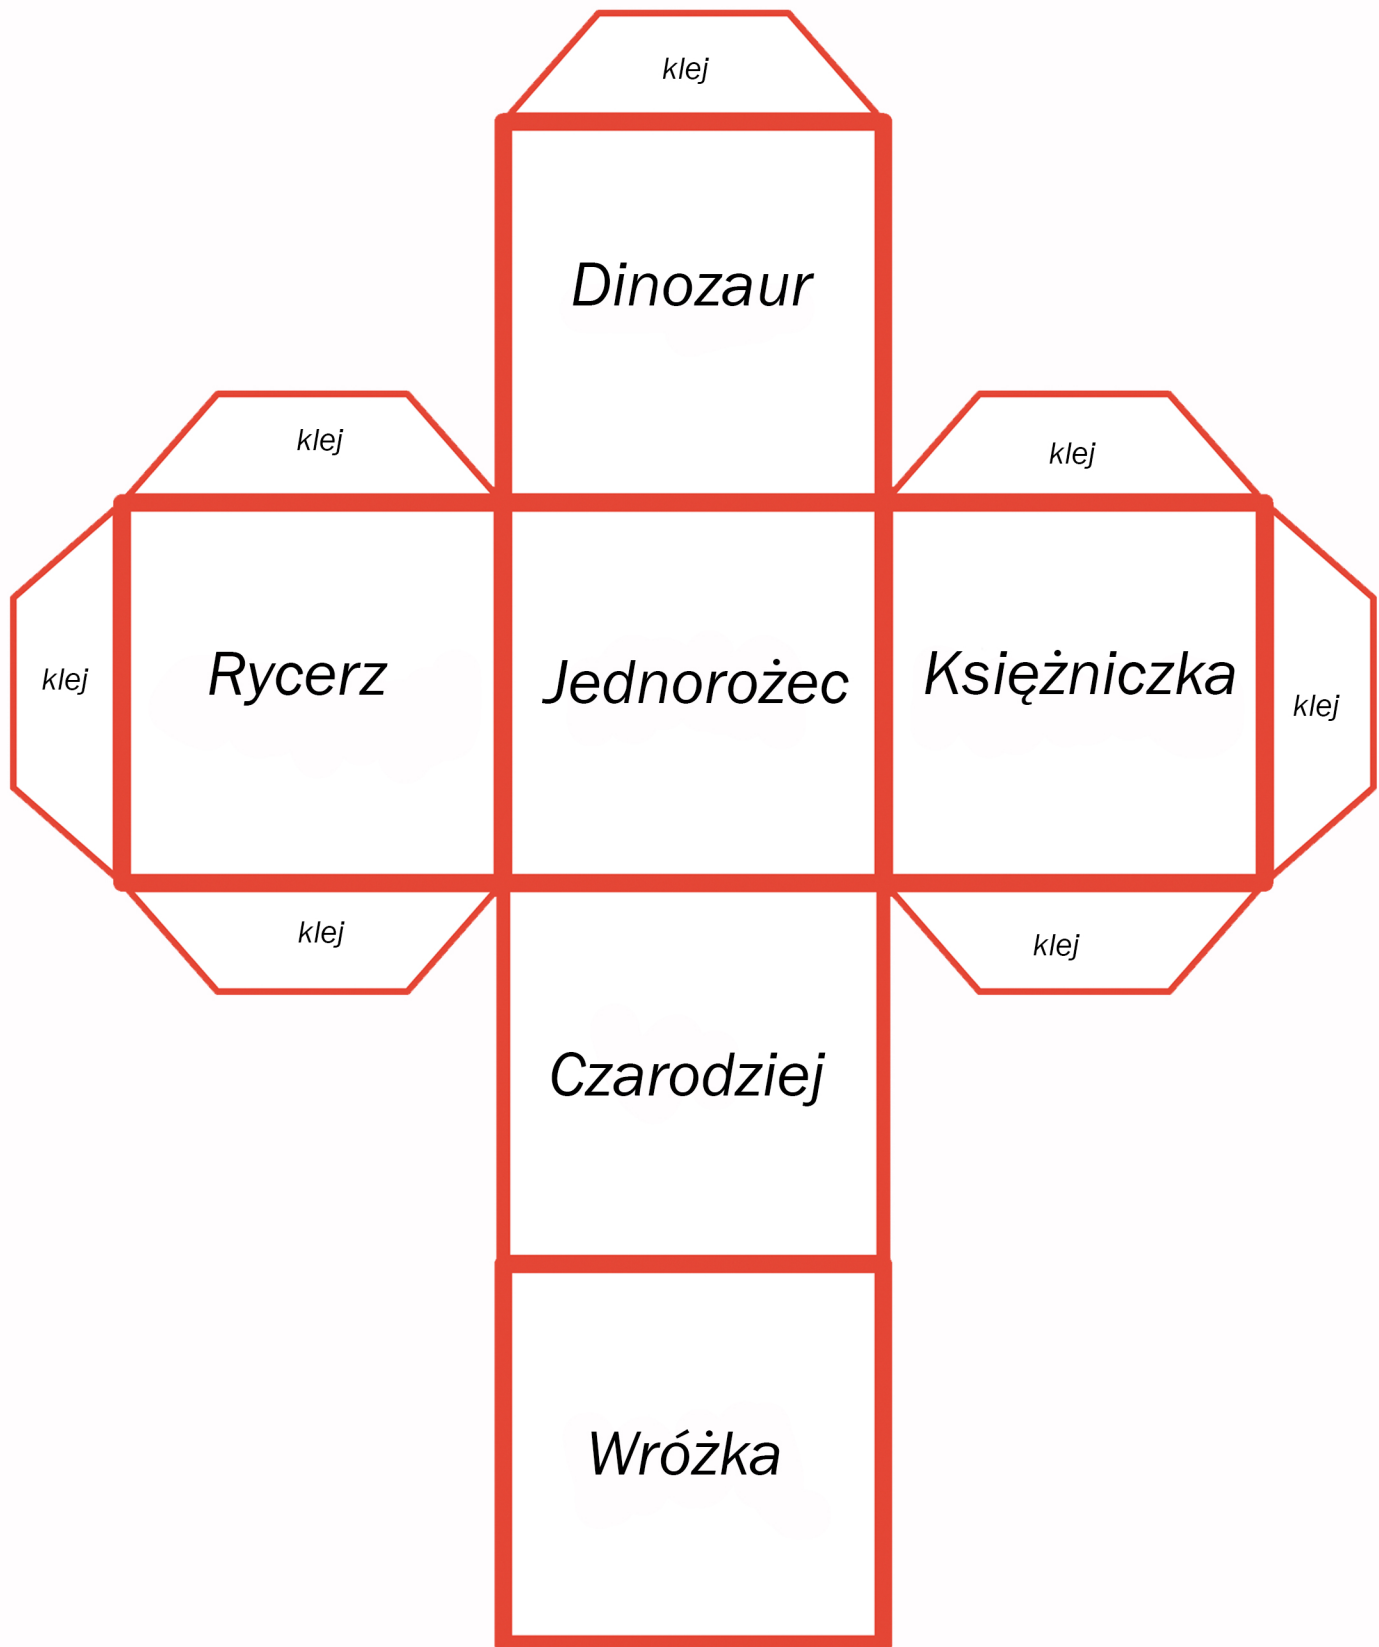 klej
Dinozaur
klej
klej
klej
Rycerz
Jednorożec
Księżniczka
klej
klej
klej
Czarodziej
Wróżka